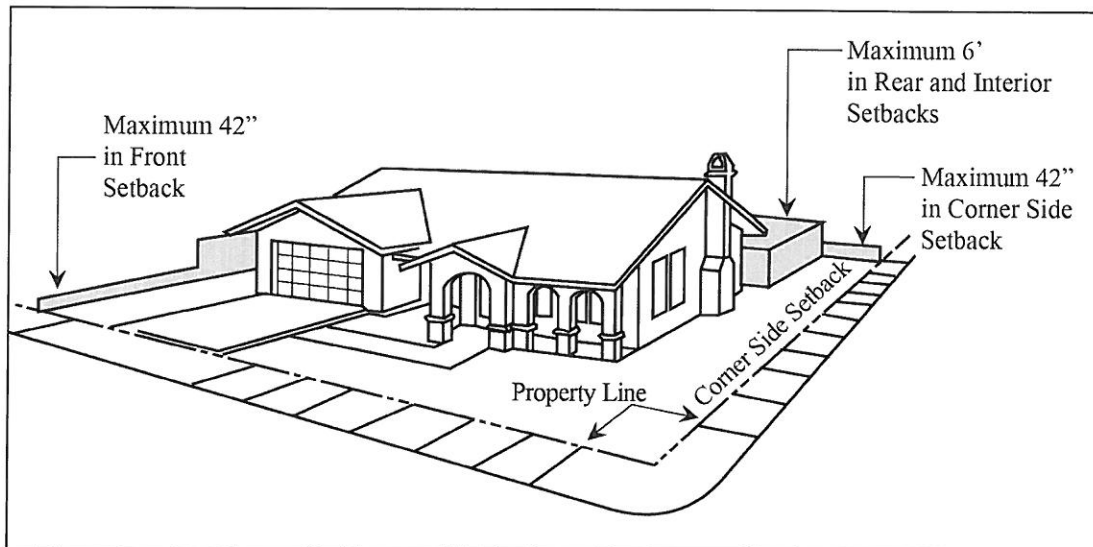 Maximum 6’
in Rear and Interior
Setbacks
Maximum 42”
in Front
Setback
Maximum 42”
in Corner Side
Setback
Corner Side Setback
Property Line